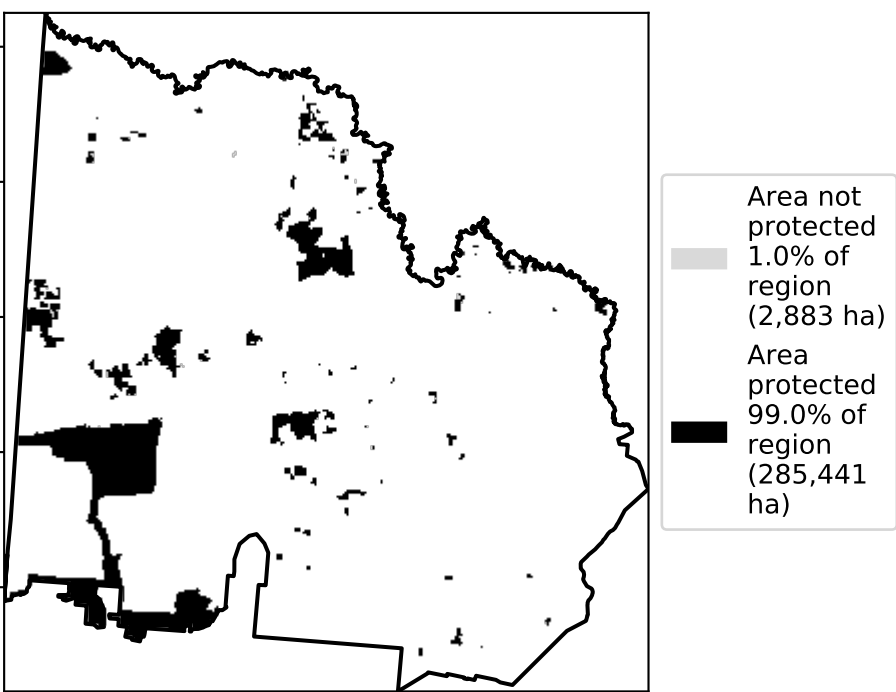 Area not
protected
1.0% of
region
(2,883 ha)
Area
protected
99.0% of
region
(285,441
ha)